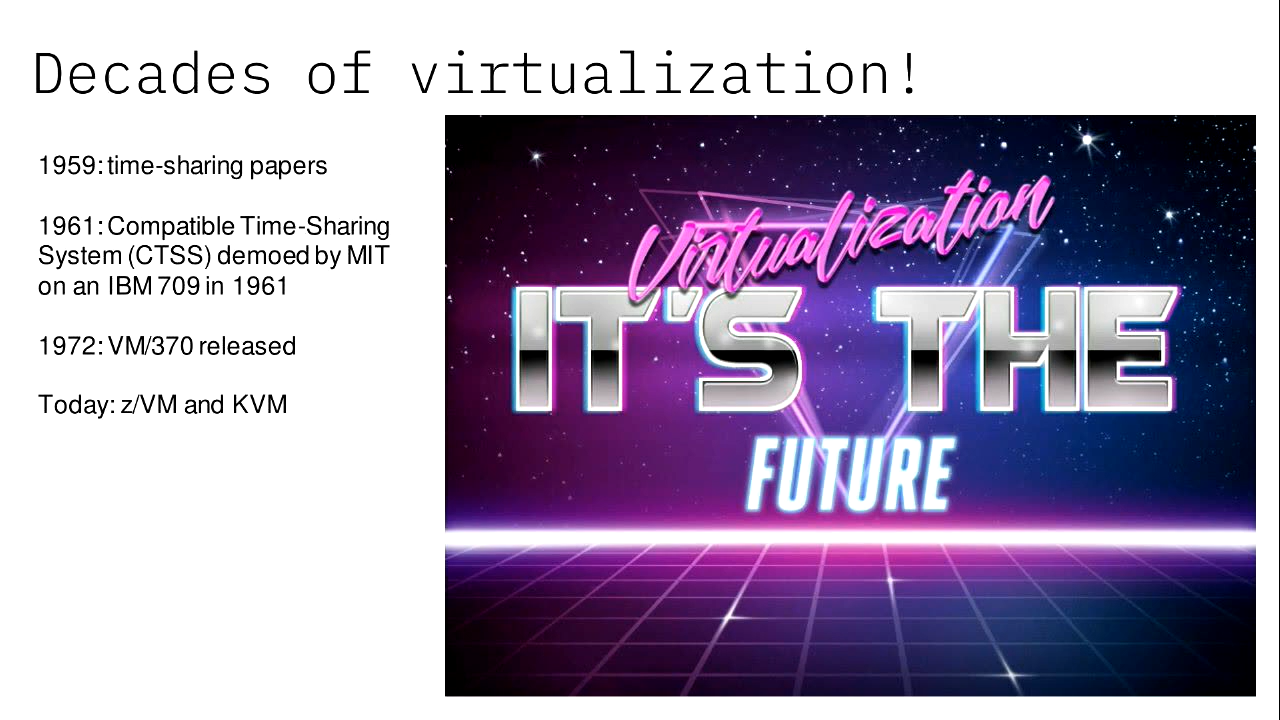 Decades of virtualization!
1959: time-sharing papers
1961: Compatible Time-Sharing
System (CTSS) demoed by MIT
on an IBM 709 in 1961
1972: VM/370 released
Today: z/VM and KVM
Virtualization
IT'S THE
FUTURE